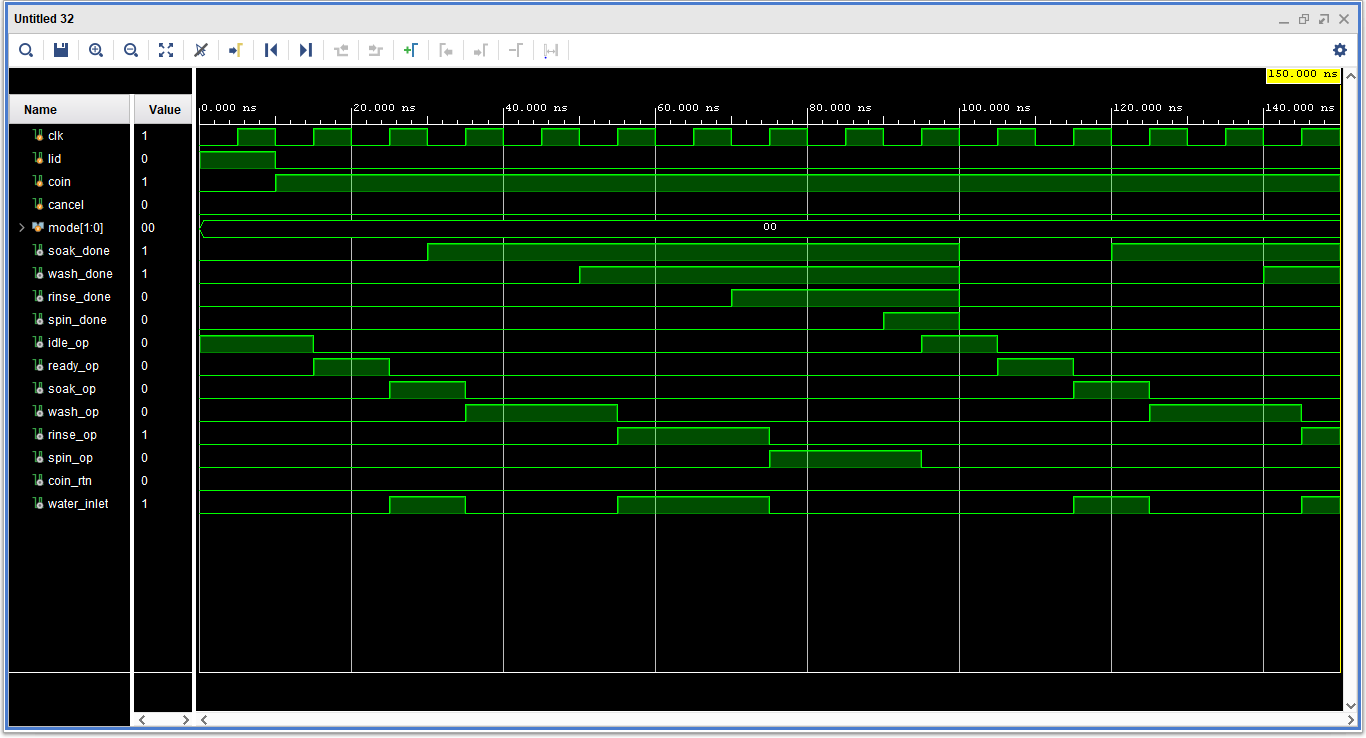 Untitled 32
150.000 ns
Name Value
0.000 ns 20.000 ns 40.000 ns 60.000 ns 80.000 ns 100.000 ns 120.000 ns 140.000 ns
clk 1
lid 0
coin 1
cancel 0
mode[1:0] 00 00
soak_done 1
wash_done 1
rinse_done 0
spin_done 0
idle_op 0
ready_op 0
soak_op 0
wash_op 0
rinse_op 1
spin_op 0
coin_rtn 0
water_inlet 1